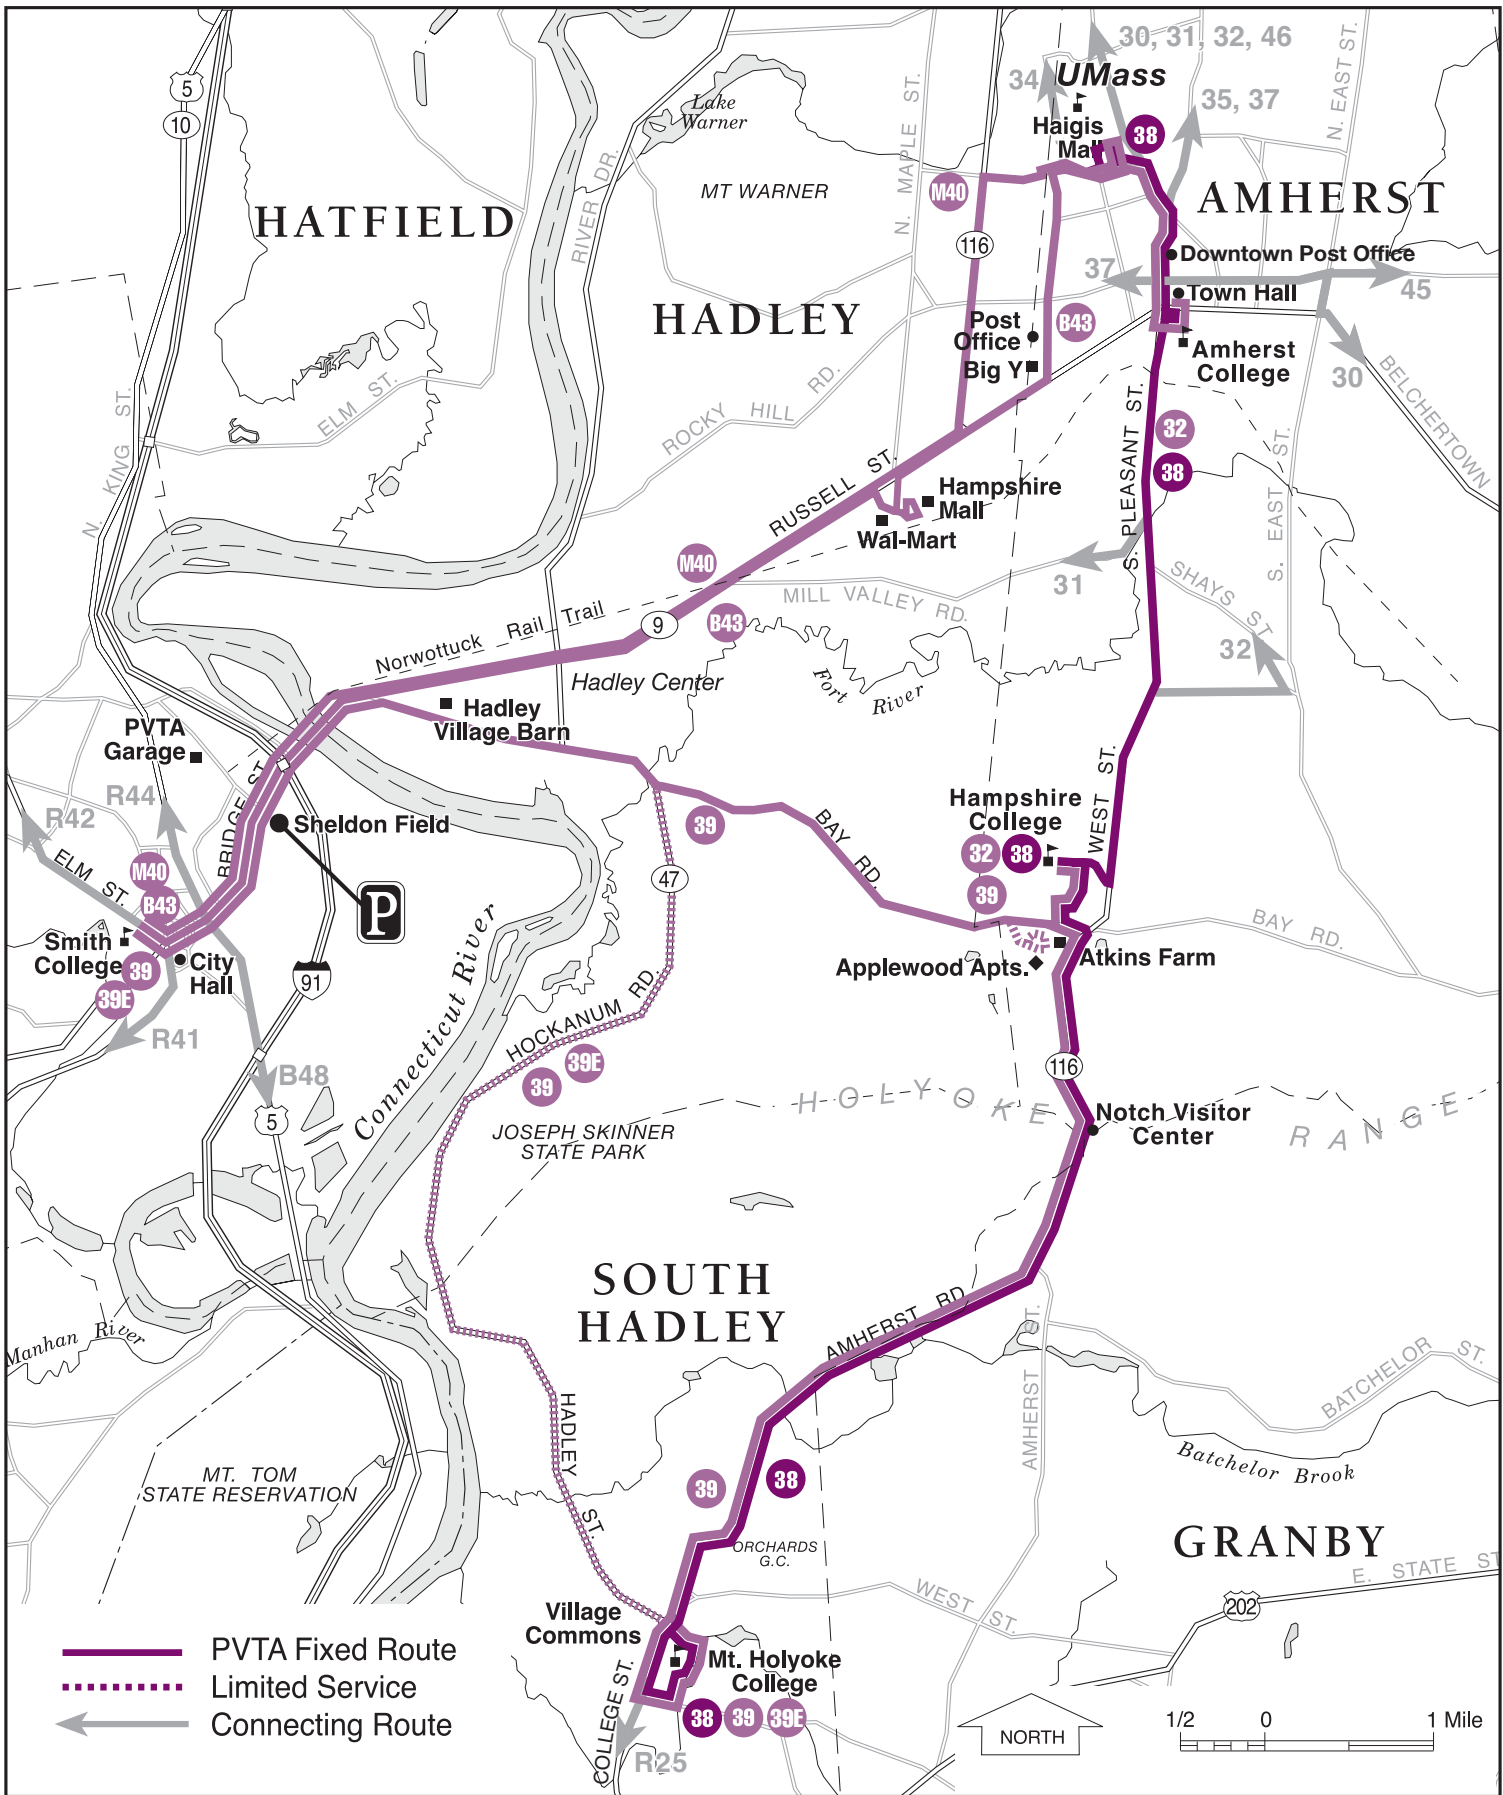 30, 31, 32, 46
5
34
UMass
N. EAST ST.
35, 37
Lake
Warner
N. MAPLE ST.
10
Haigis
Mall
38
RIVER DR.
MT WARNER
M40
AMHERST
HATFIELD
116
Downtown Post Office
37
45
Town Hall
HADLEY
Post
Office
B43
Big Y
Amherst
College
30
BELCHERTOWN
N. KING ST.
ELM ST.
ROCKY HILL RD.
S. PLEASANT ST.
32
38
S. EAST ST.
RUSSELL ST.
Hampshire
Mall
Wal-Mart
M40
31
SHAYS ST.
MILL VALLEY RD.
Norwottuck Rail Trail
9
B43
32
Hadley Center
Fort River
PVTA
Garage
Hadley
Village Barn
WEST ST.
R44
R42
BRIDGE ST.
Sheldon Field
39
BAY RD.
Hampshire
College
32
38
ELM ST.
M40
47
39
B43
P
BAY RD.
Smith
College
39
City
Hall
39E
91
Applewood Apts.
Atkins Farm
R41
Connecticut River
HOCKANUM RD.
39
39E
116
B48
5
HOLYOKE RANGE
JOSEPH SKINNER
STATE PARK
Notch Visitor
Center
SOUTH
HADLEY
Manhan River
AMHERST RD.
AMHERST ST.
BATCHELOR ST.
HADLEY ST.
MT. TOM
STATE RESERVATION
39
38
Batchelor Brook
ORCHARDS
G.C.
GRANBY
E. STATE ST
202
WEST ST.
Village
Commons
Mt. Holyoke
College
38
39
39E
COLLEGE ST.
R25
PVTA Fixed Route
Limited Service
Connecting Route
NORTH
1/2 0 1 Mile